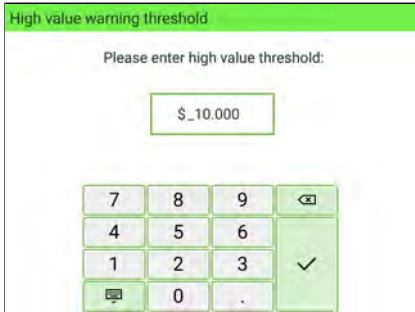 High value warning threshold
Please enter high value threshold:
$_10.000
7 8 9
4 5 6
1 2 3
0 .